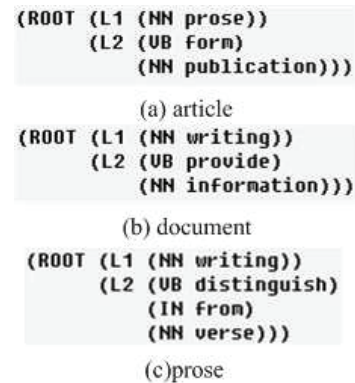 (ROOT (L1 (NN prose))
(L2 (VB form)
(NN publication)))
(a) article
(ROOT (L1 (NN writing))
(L2 (VB provide)
(NN information)))
(b) document
(ROOT (L1 (NN writing))
(L2 (VB distinguish)
(IN from)
(NN verse)))
(c)prose